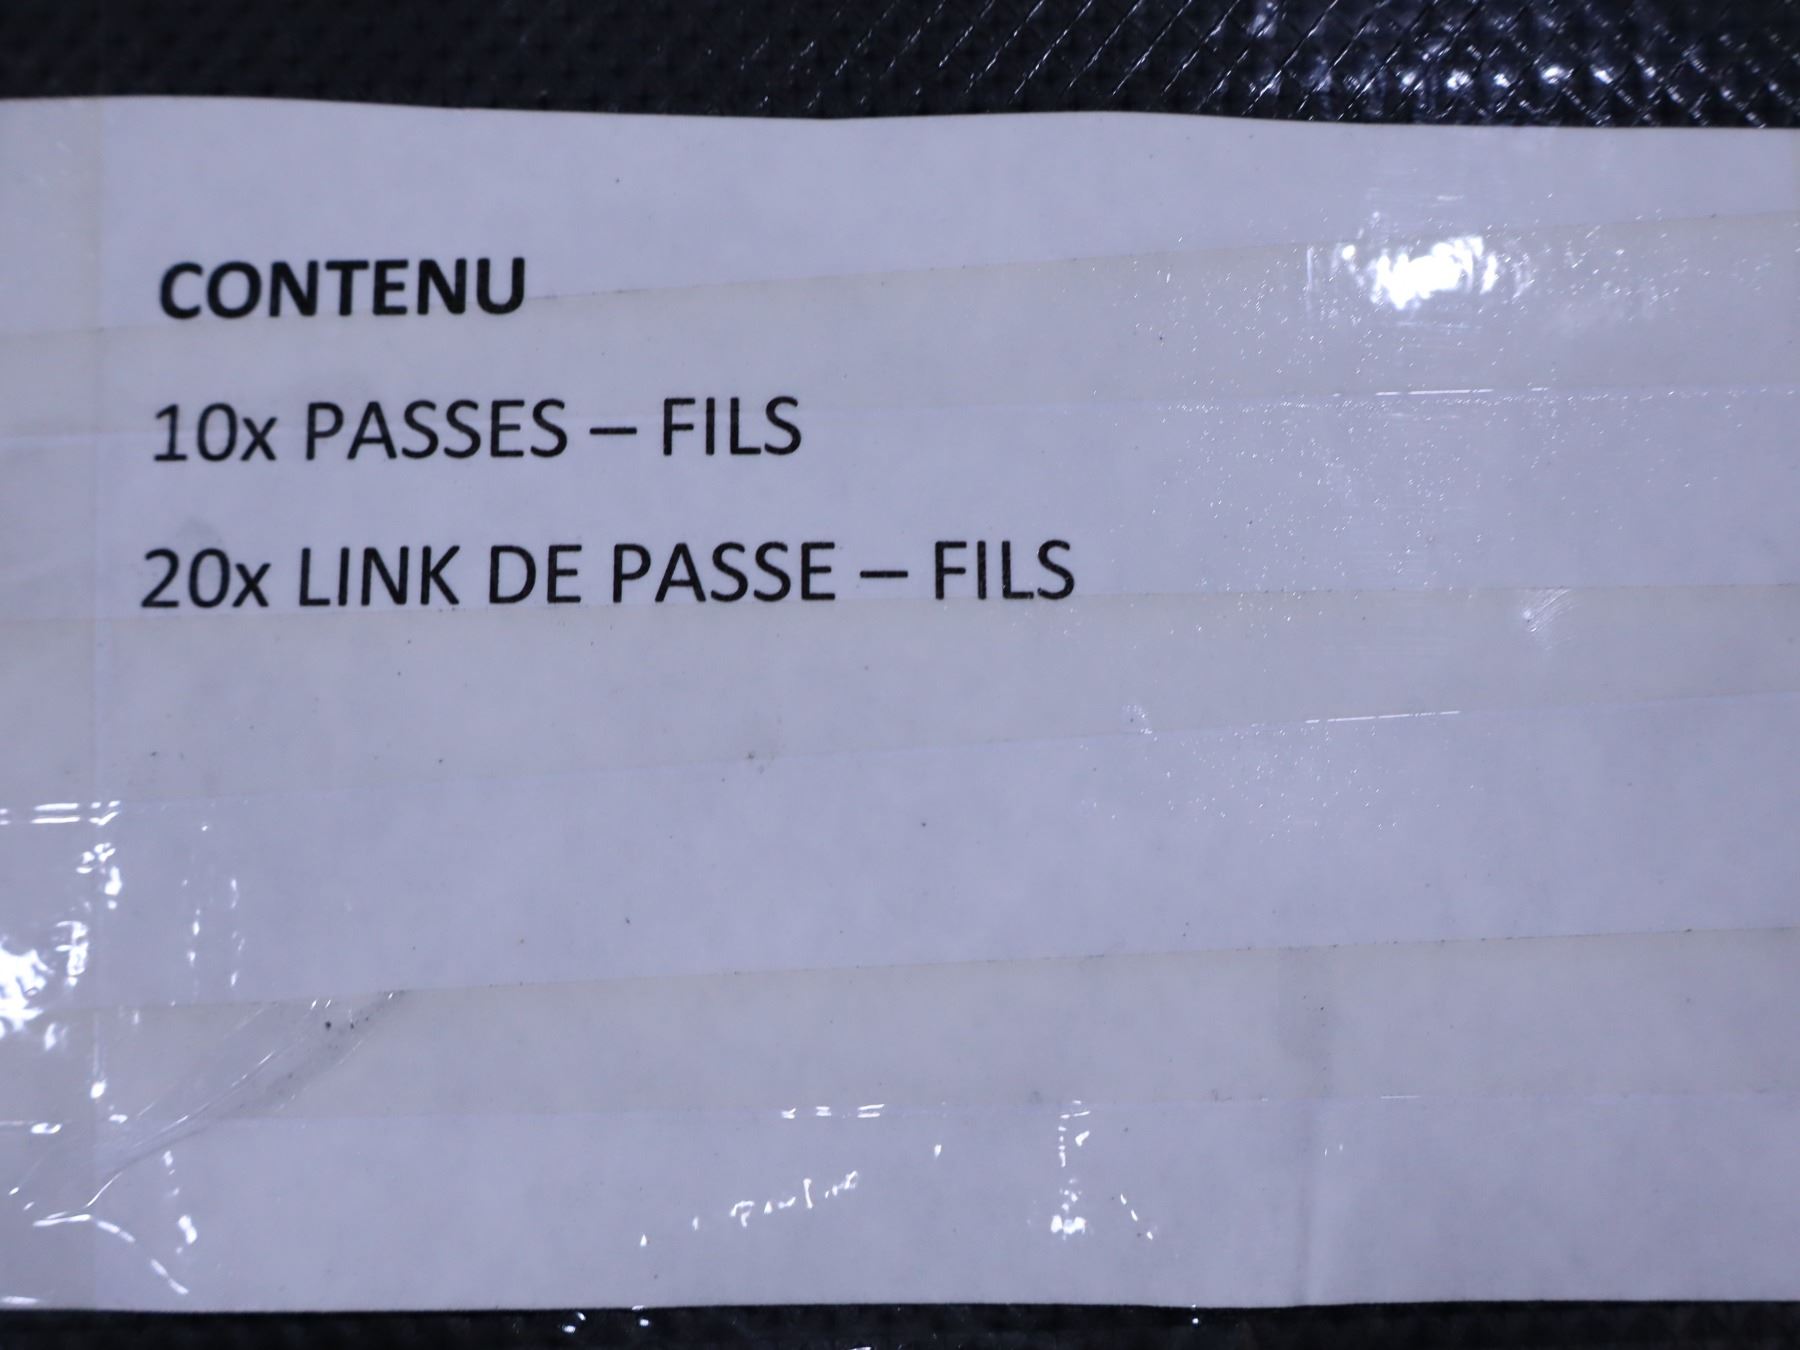 CONTENU
10x PASSES – FILS
20x LINK DE PASSE – FILS